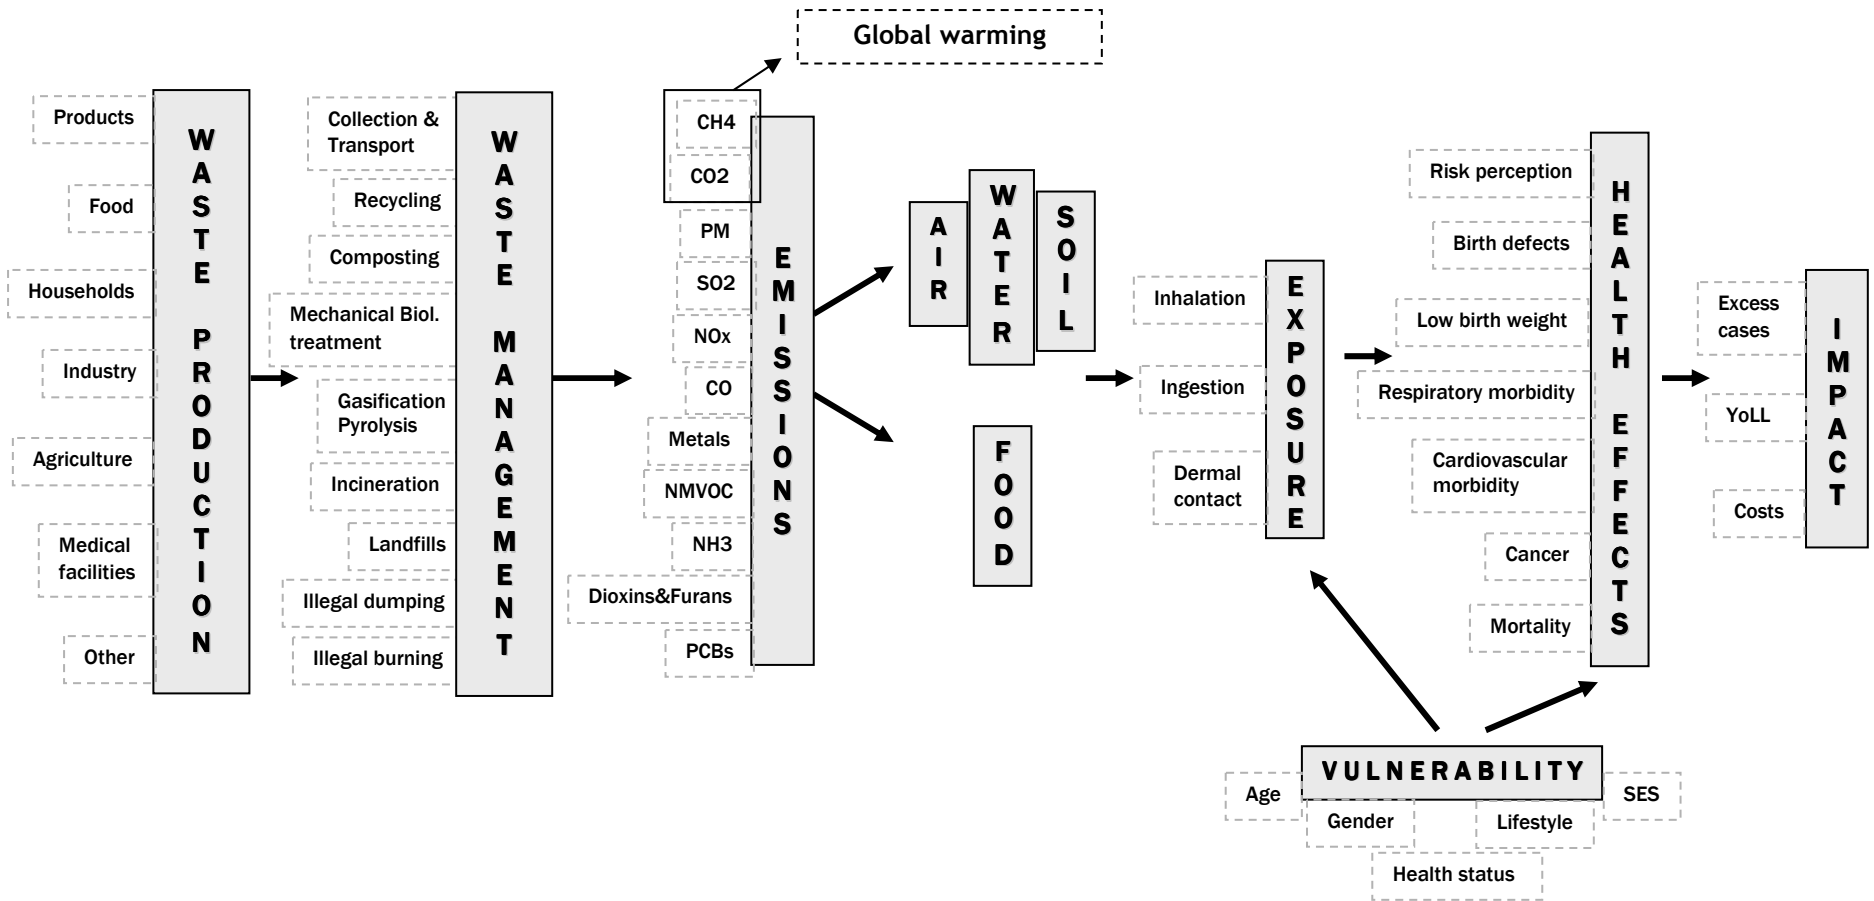 Global warming
Products
Food
Households
Industry
Agriculture
Medical
facilities
Other
WASTE PRODUCTION
Collection &
Transport
Recycling
Composting
Mechanical Biol.
treatment
Gasification
Pyrolysis
Incineration
Landfills
Illegal dumping
Illegal burning
WASTE MANAGEMENT
CH4
CO2
PM
SO2
NOx
CO
Metals
NMVOC
NH3
Dioxins&Furans
PCBs
EMISSIONS
AIR
WATER
SOIL
FOOD
Inhalation
Ingestion
Dermal
contact
EXPOSURE
Risk perception
Birth defects
Low birth weight
Respiratory morbidity
Cardiovascular
morbidity
Cancer
Mortality
HEALTH EFFECTS
Excess
cases
YoLL
Costs
IMPACT
VULNERABILITY
Age
Gender
Lifestyle
SES
Health status